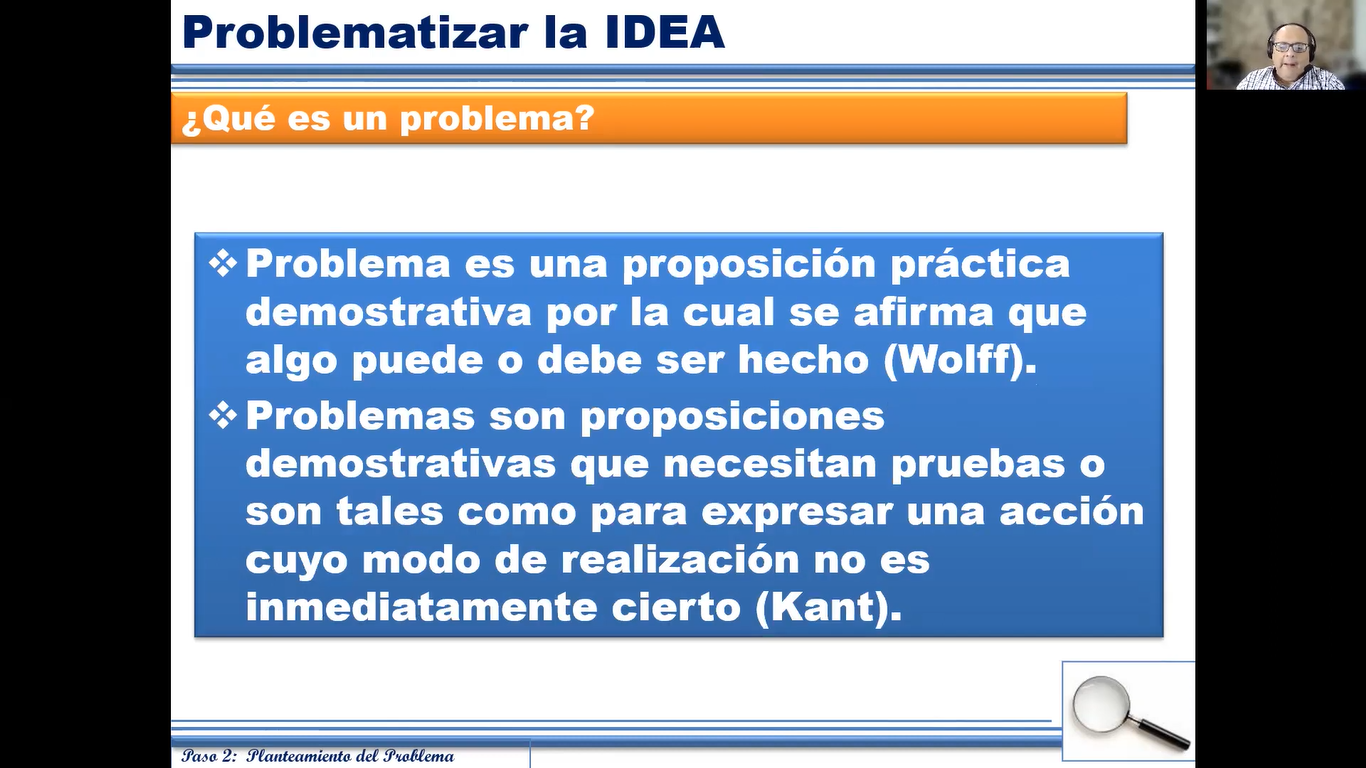 Problematizar la IDEA
¿Qué es un problema?
❖ Problema es una proposición práctica
demostrativa por la cual se afirma que
algo puede o debe ser hecho (Wolff).
❖ Problemas son proposiciones
demostrativas que necesitan pruebas o
son tales como para expresar una acción
cuyo modo de realización no es
inmediatamente cierto (Kant).
Paso 2: Planteamiento del Problema